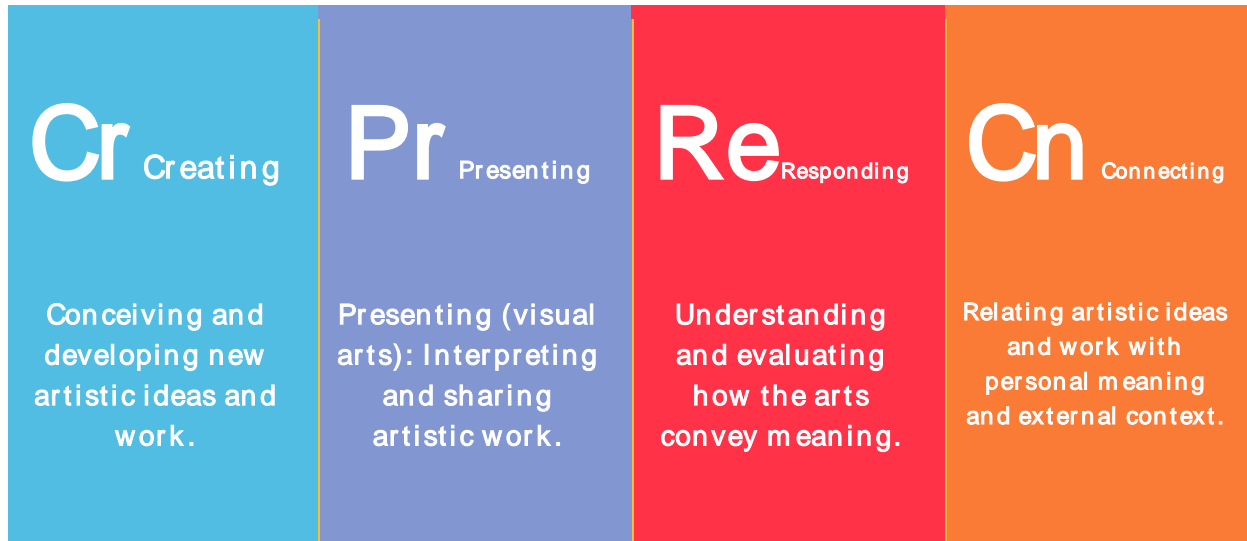 Cr Creating
Conceiving and
developing new
artistic ideas and
work.
Pr Presenting
Presenting (visual
arts): Interpreting
and sharing
artistic work.
Re Responding
Understanding
and evaluating
how the arts
convey meaning.
Cn Connecting
Relating artistic ideas
and work with
personal meaning
and external context.